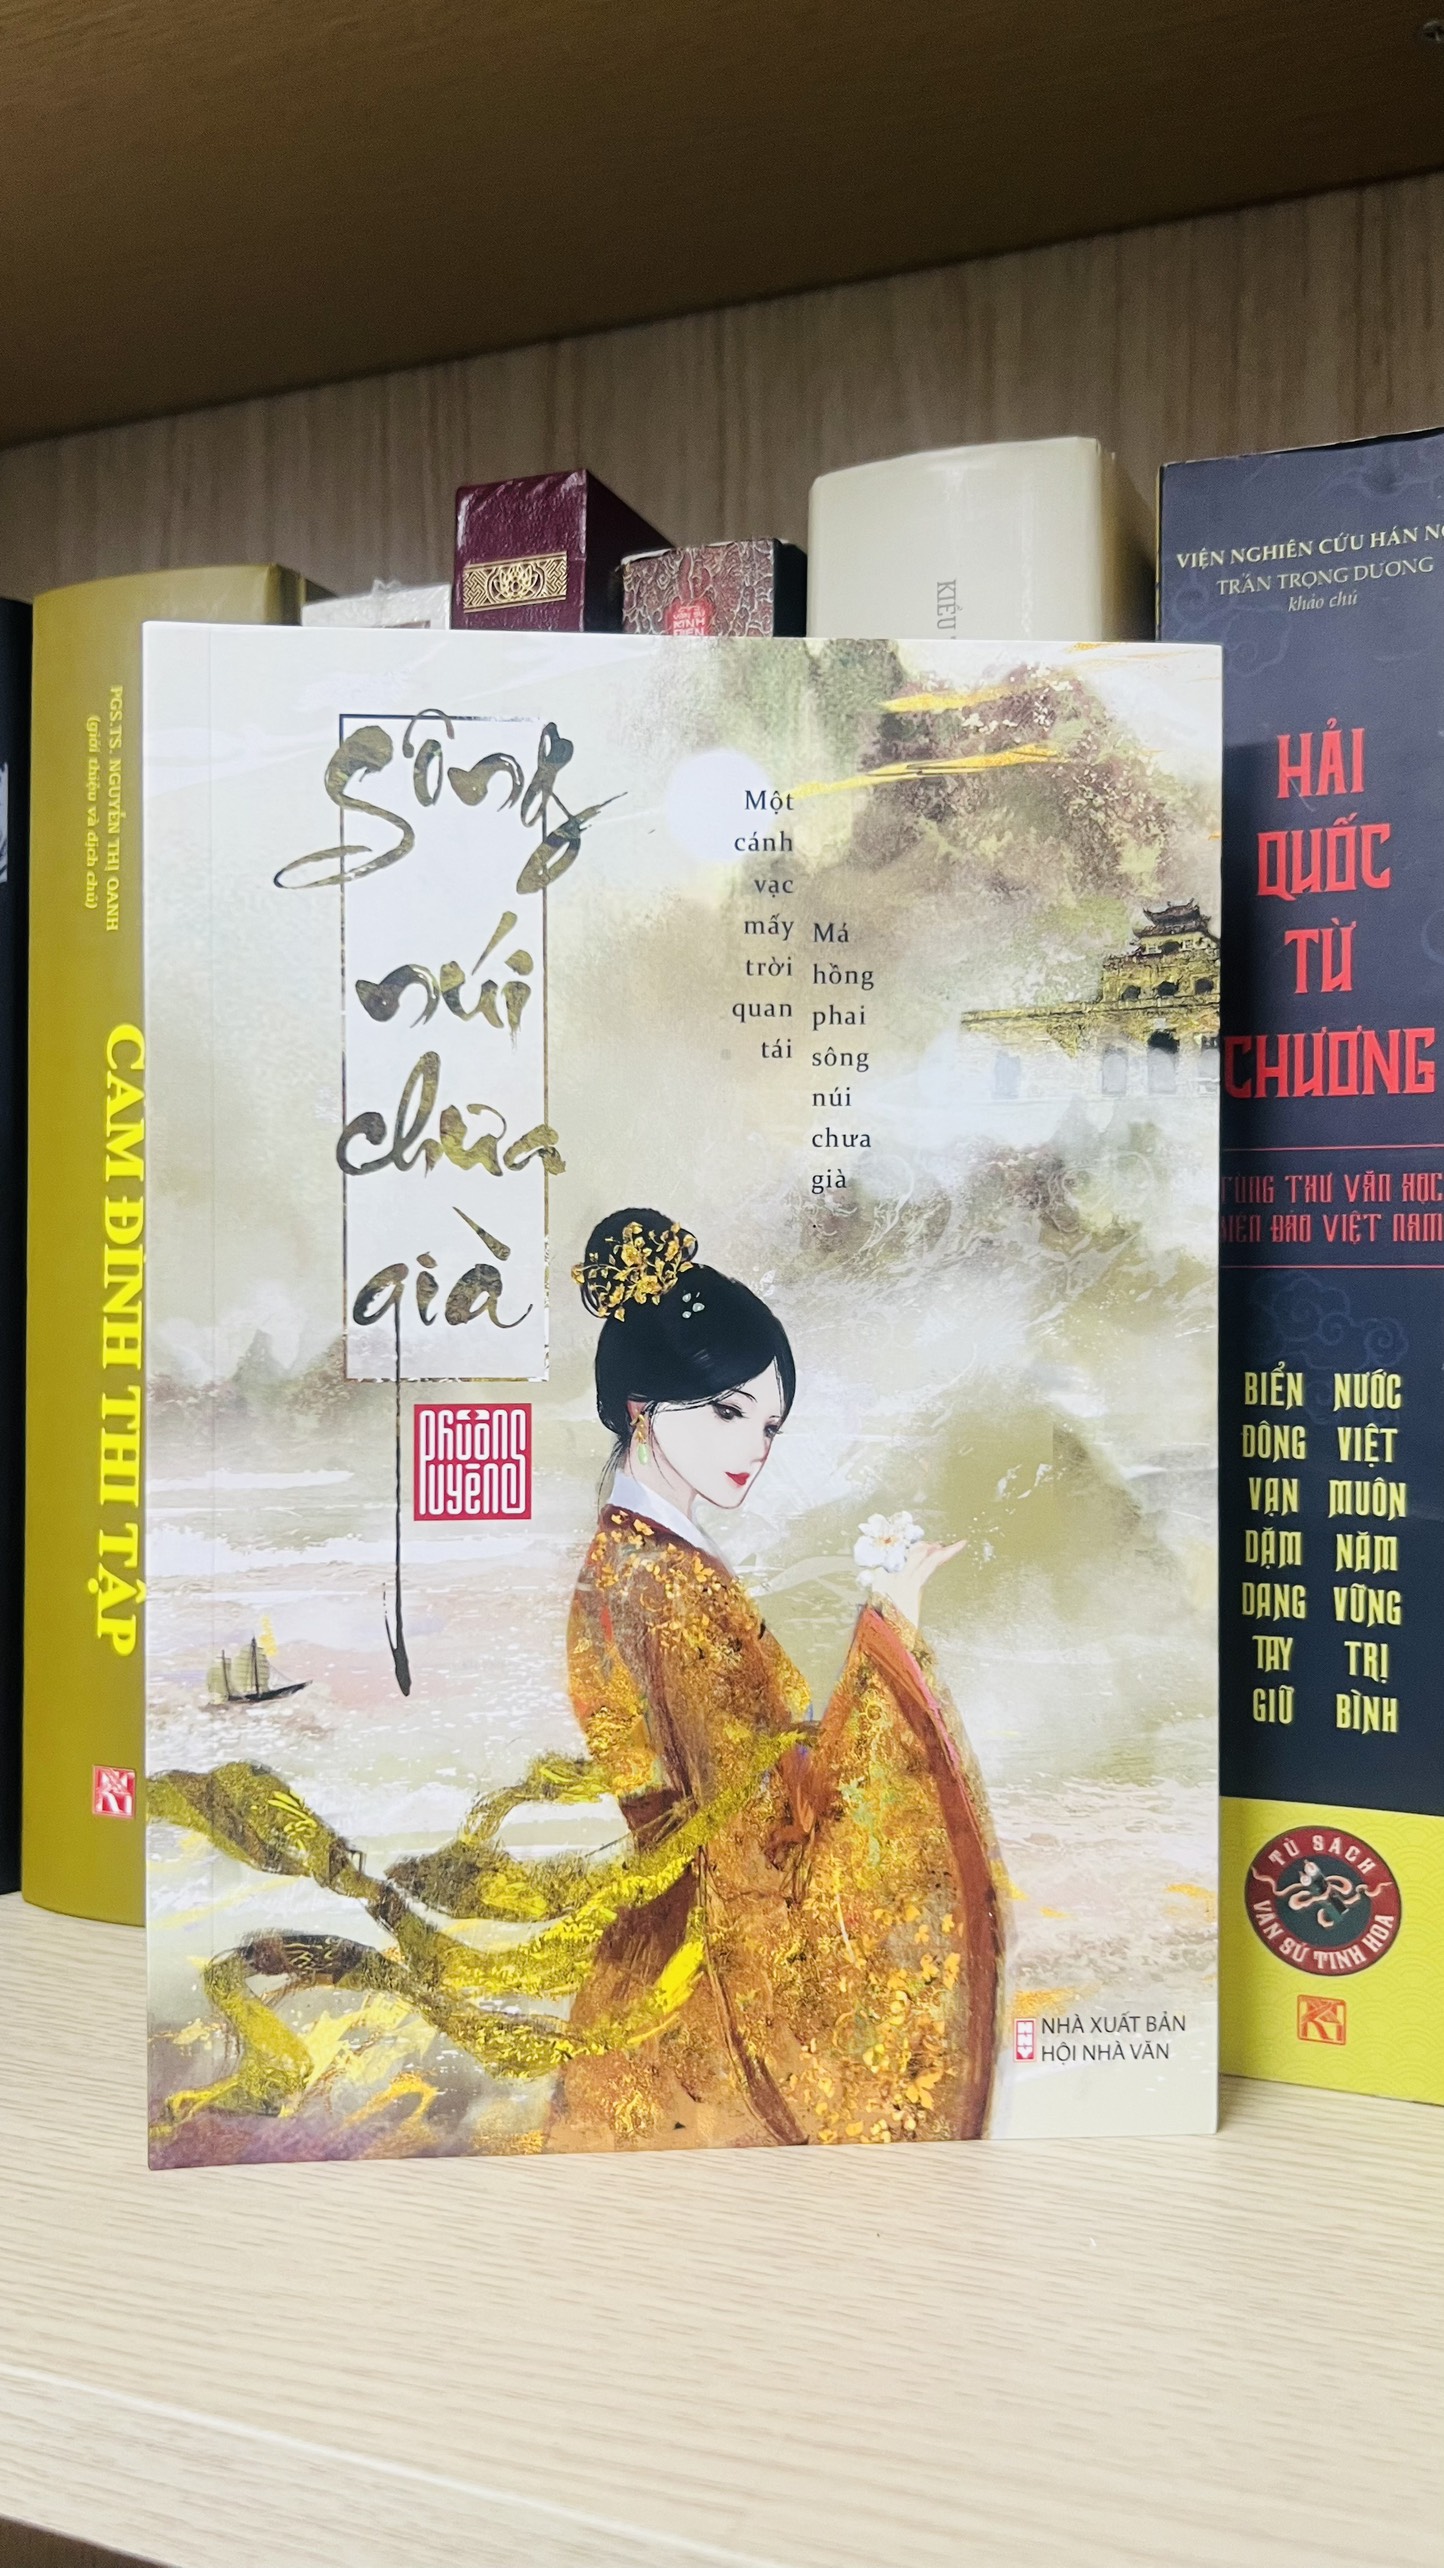 PGS.TS. NGUYỄN THỊ OANH
(giới thiệu và dịch chú)
CAM ĐÌNH THI TẬP
sông
núi
chưa
già
Phường
Uyên
Một
cánh
vạc
mấy
trời
quan
tái
Má
hồng
phai
sông
núi
chưa
già
NHÀ XUẤT BẢN
HỘI NHÀ VĂN
KIỀU
VIỆN NGHIÊN CỨU HÁN
TRẦN TRỌNG DƯƠNG
khảo chú
HẢI
QUỐC
TỪ
CHƯƠNG
TÙNG THƯ VĂN HỌC
ĐẢO VIỆT NAM
BIỂN
ĐÔNG
VẠN
DẶM
DANG
TAY
GIỮ
NƯỚC
VIỆT
MUÔN
NĂM
VỮNG
TRỊ
BÌNH
TỦ SÁCH
VĂN SỬ TINH HOA